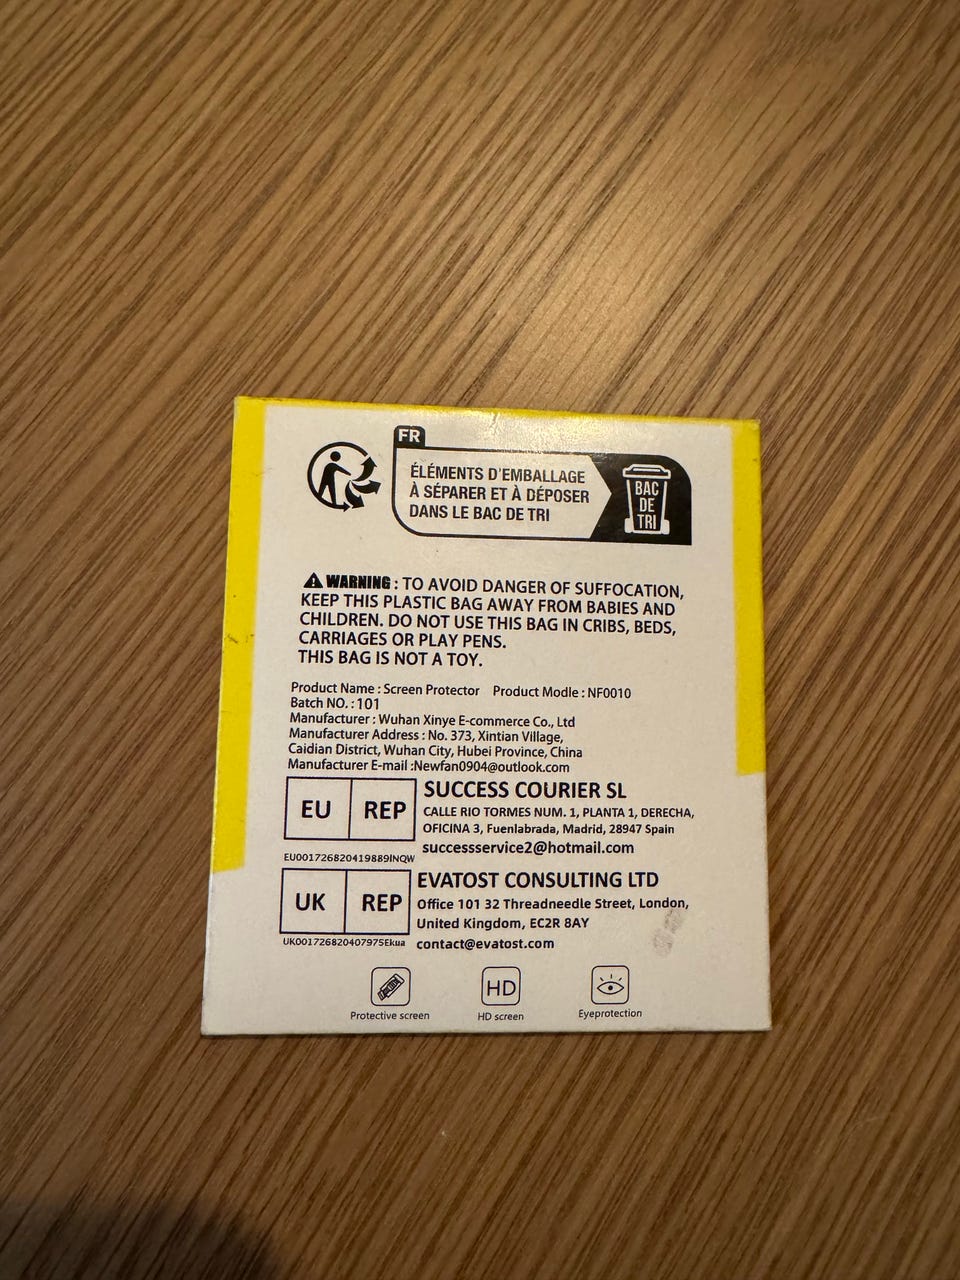 FR
ÉLÉMENTS D'EMBALLAGE
À SÉPARER ET À DÉPOSER
DANS LE BAC DE TRI
BAC
DE
TRI
WARNING : TO AVOID DANGER OF SUFFOCATION,
KEEP THIS PLASTIC BAG AWAY FROM BABIES AND
CHILDREN. DO NOT USE THIS BAG IN CRIBS, BEDS,
CARRIAGES OR PLAY PENS.
THIS BAG IS NOT A TOY.
Product Name : Screen Protector Product Modle : NF0010
Batch NO. : 101
Manufacturer : Wuhan Xinye E-commerce Co., Ltd
Manufacturer Address : No. 373, Xintian Village,
Caidian District, Wuhan City, Hubei Province, China
Manufacturer E-mail :Newfan0904@outlook.com
EU REP
SUCCESS COURIER SL
CALLE RIO TORMES NUM. 1, PLANTA 1, DERECHA,
OFICINA 3, Fuenlabrada, Madrid, 28947 Spain
successservice2@hotmail.com
EU001726820419889INQW
UK REP
EVATOST CONSULTING LTD
Office 101 32 Threadneedle Street, London,
United Kingdom, EC2R 8AY
contact@evatost.com
UK001726820407975Ekua
Protective screen
HD
HD screen
Eyeprotection